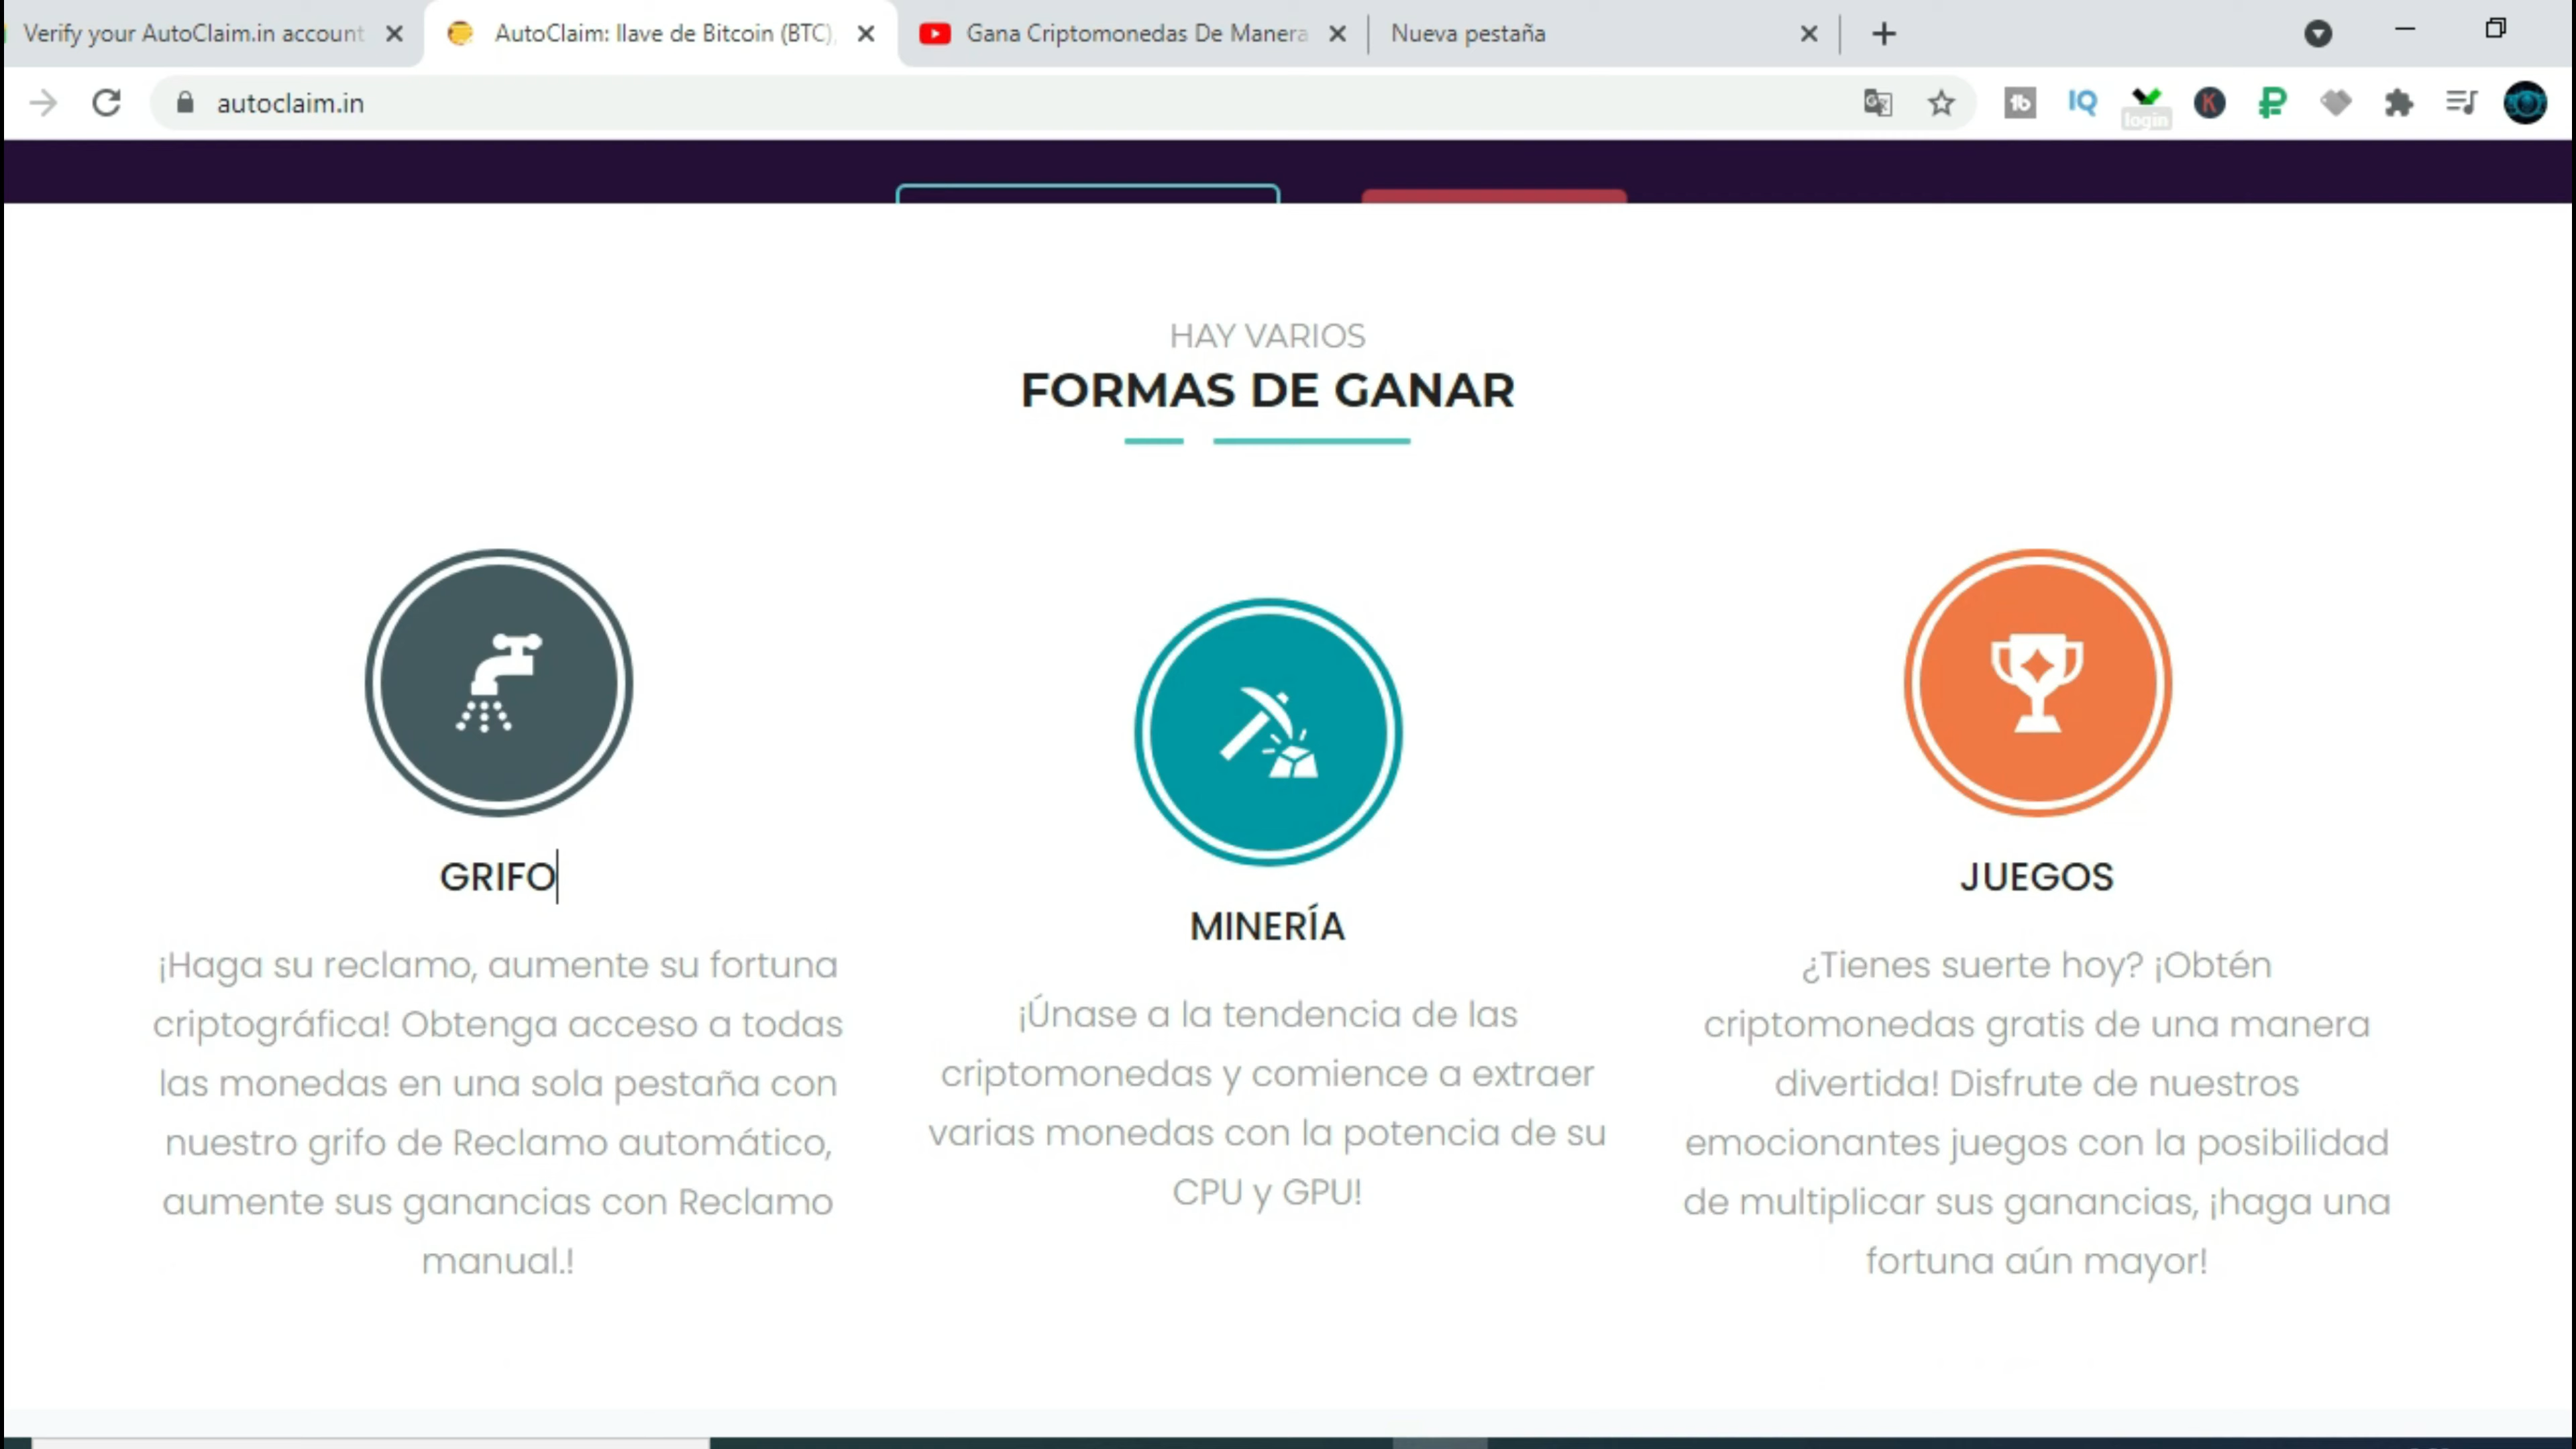 Verify your AutoClaim.in account
AutoClaim: llave de Bitcoin (BTC),
Gana Criptomonedas De Manera
Nueva pestaña
autoclaim.in
tb
IQ
login
K
HAY VARIOS
FORMAS DE GANAR
GRIFO
¡Haga su reclamo, aumente su fortuna
criptográfica! Obtenga acceso a todas
las monedas en una sola pestaña con
nuestro grifo de Reclamo automático,
aumente sus ganancias con Reclamo
manual.!
MINERÍA
¡Únase a la tendencia de las
criptomonedas y comience a extraer
varias monedas con la potencia de su
CPU y GPU!
JUEGOS
¿Tienes suerte hoy? ¡Obtén
criptomonedas gratis de una manera
divertida! Disfrute de nuestros
emocionantes juegos con la posibilidad
de multiplicar sus ganancias, ¡haga una
fortuna aún mayor!